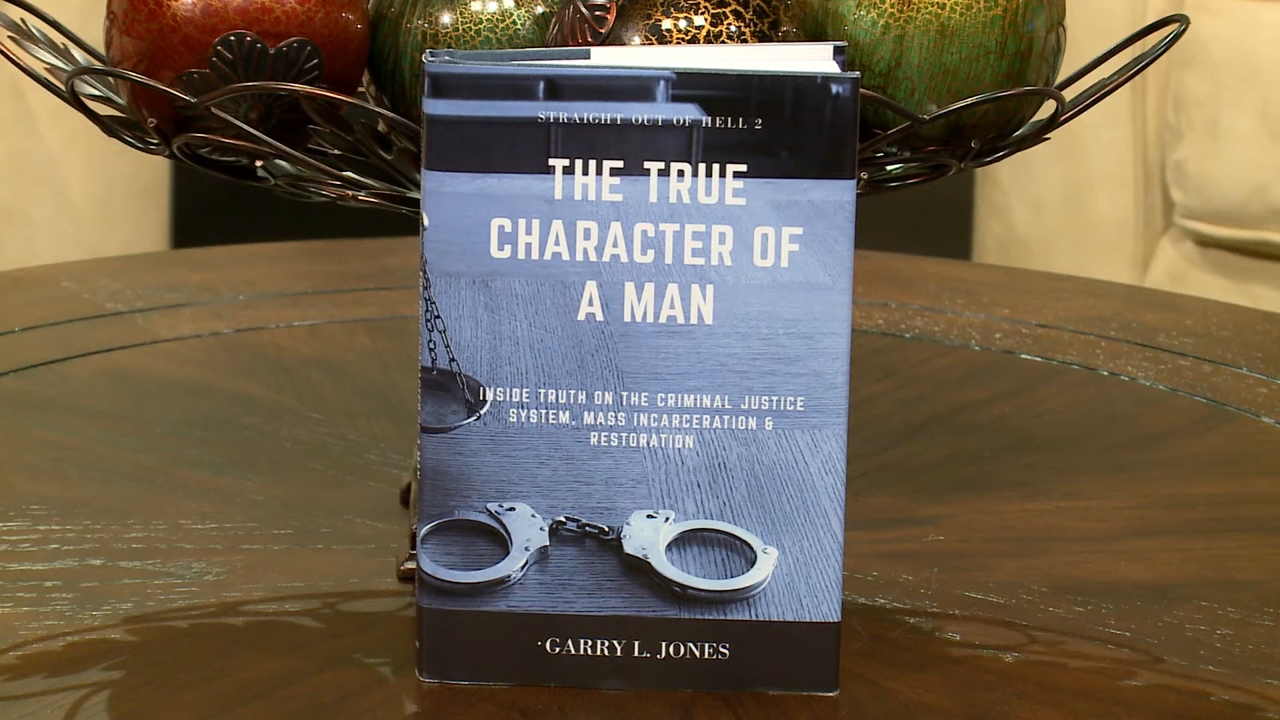 STRAIGHT OUT OF HELL 2
THE TRUE
CHARACTER OF
A MAN
INSIDE TRUTH ON THE CRIMINAL JUSTICE
SYSTEM, MASS INCARCERATION &
RESTORATION
·GARRY L. JONES